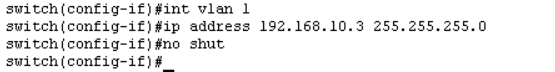 switch(config-if)#int vlan 1
switch(config-if)#ip address 192.168.10.3 255.255.255.0
switch(config-if)#no shut
switch(config-if)#_